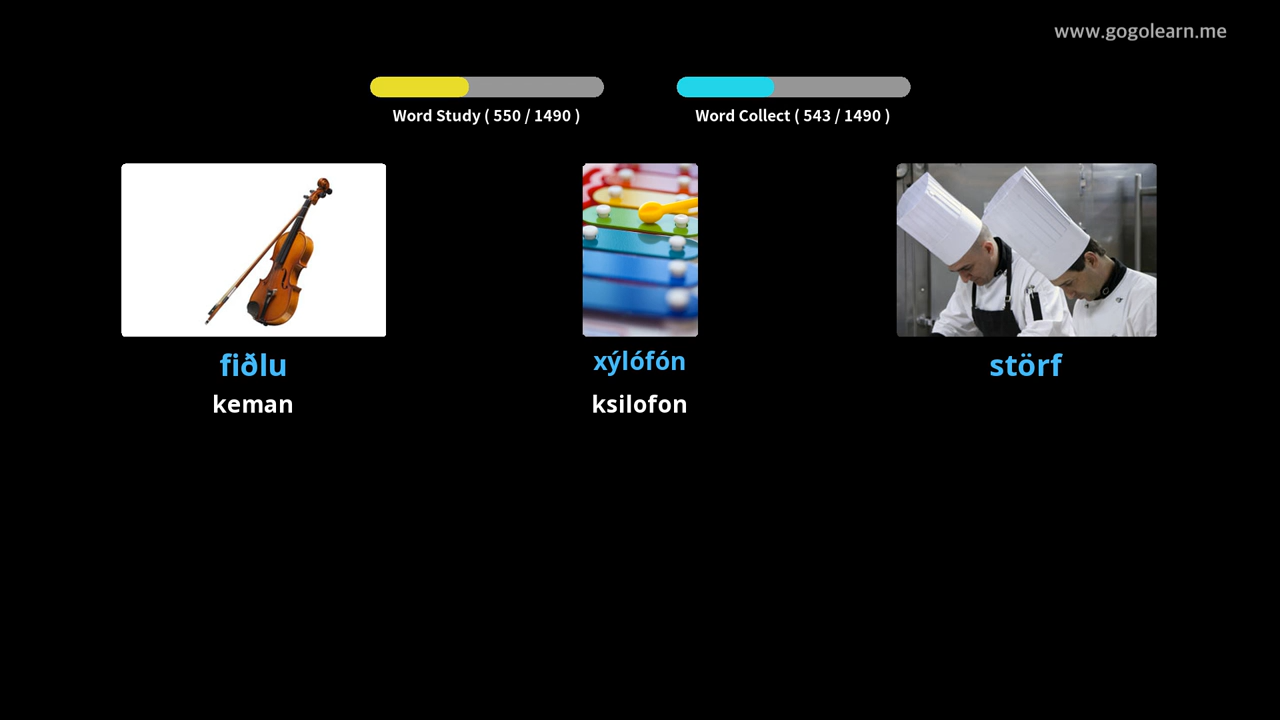 www.gogolearn.me
Word Study ( 550 / 1490 )
Word Collect ( 543 / 1490 )
fiðlu
xýlófón
störf
keman
ksilofon